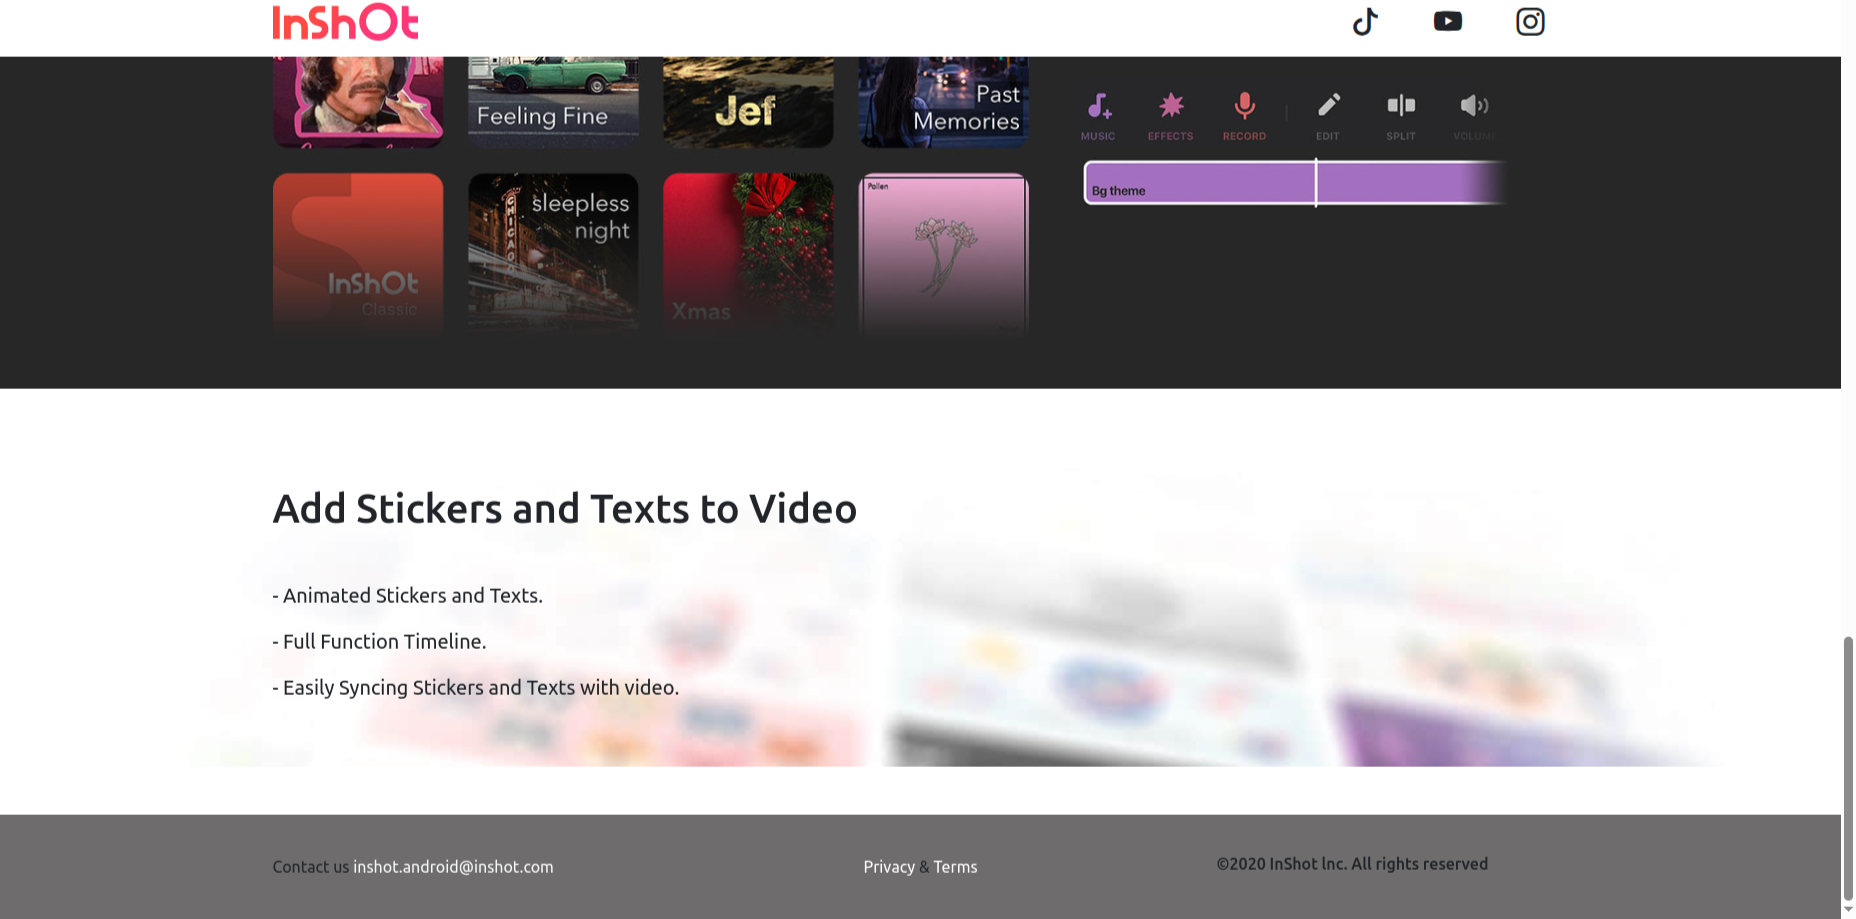 InShOt
Feeling Fine
Jef
Past
Memories
MUSIC
EFFECTS
RECORD
EDIT
SPLIT
VOLUME
Bg theme
InShOt
Classic
CHICAGO
sleepless
night
Xmas
Pollen
Add Stickers and Texts to Video
- Animated Stickers and Texts.
- Full Function Timeline.
- Easily Syncing Stickers and Texts with video.
Contact us inshot.android@inshot.com
Privacy & Terms
©2020 InShot lnc. All rights reserved